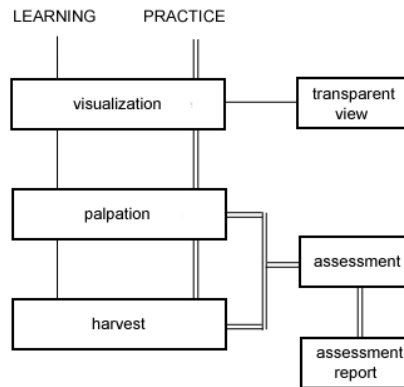 LEARNING PRACTICE
visualization
transparent
view
palpation
assessment
harvest
assessment
report